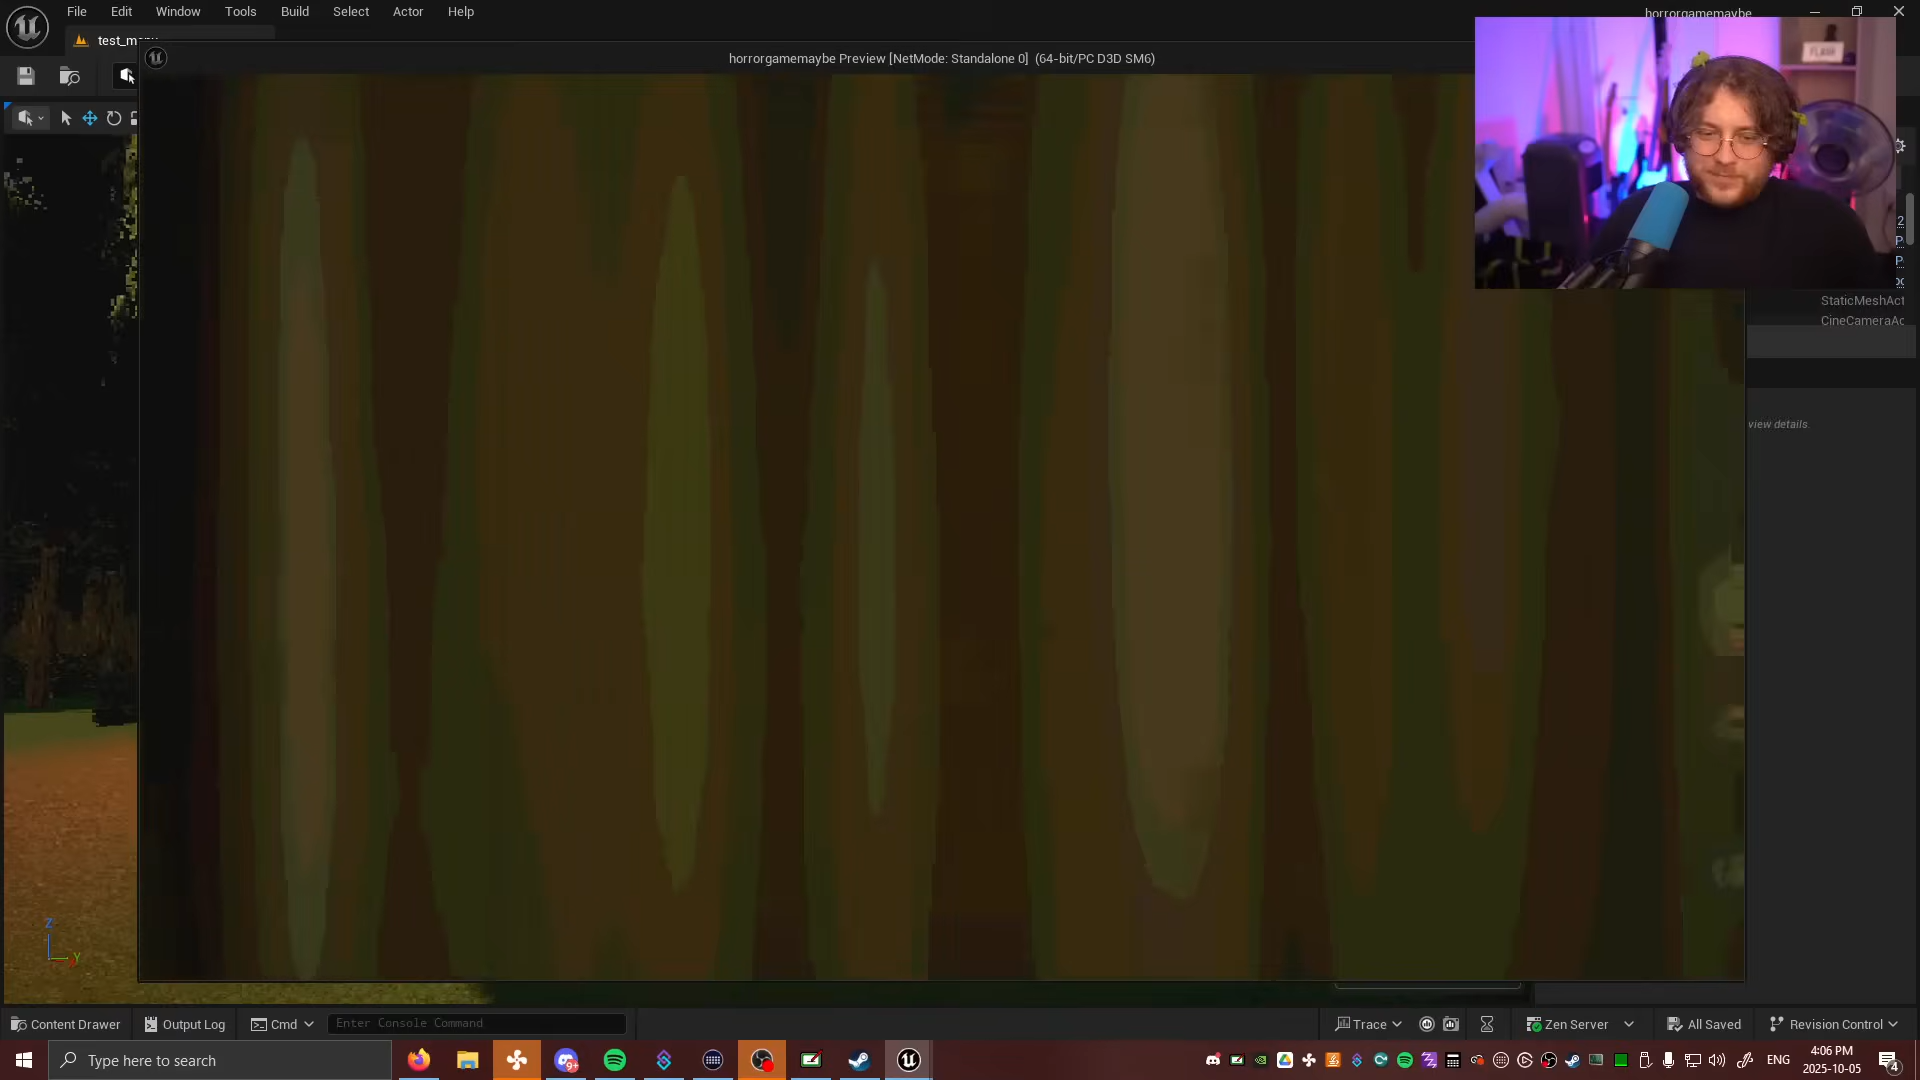 File Edit Window Tools Build Select Actor Help
horrorgamemaybe
horrorgamemaybe Preview [NetMode: Standalone 0] (64-bit/PC D3D SM6)
StaticMeshAct
CineCameraAc
view details.
Z
Y
Content Drawer Output Log Cmd Enter Console Command Trace Zen Server All Saved Revision Control
Type here to search
9+
ENG
4:06 PM
2025-10-05
4